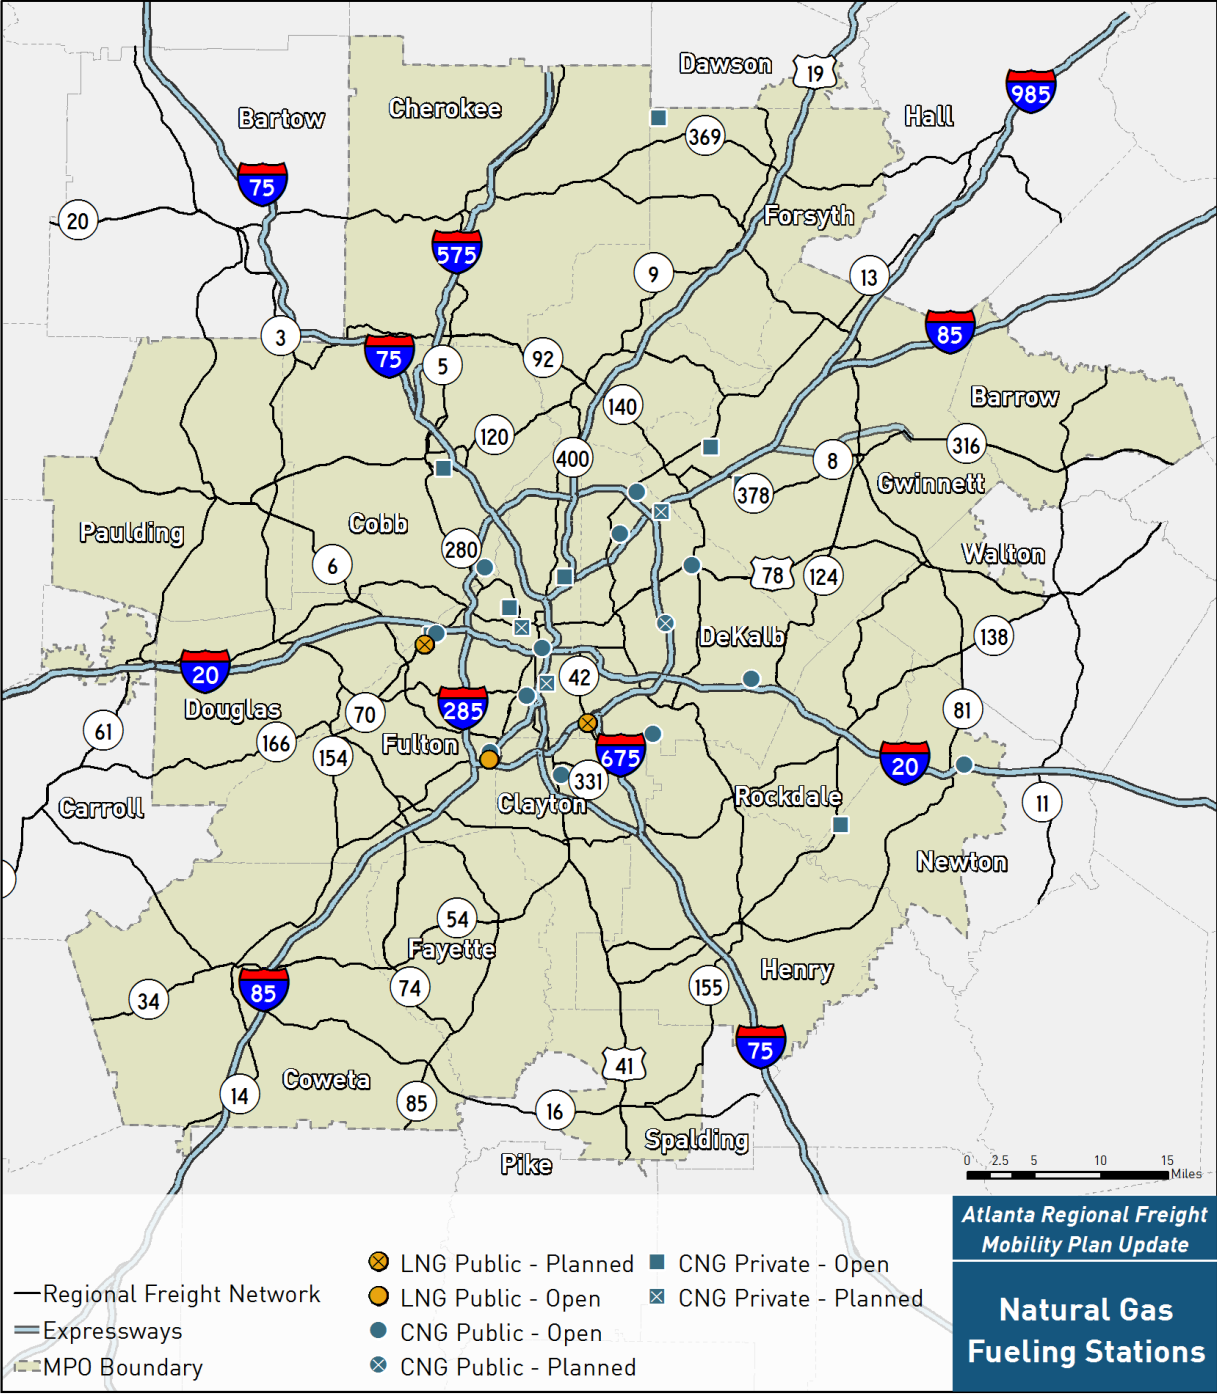 Dawson
19
985
Cherokee
Bartow
Hall
369
75
20
Forsyth
575
9
13
3
85
75
5
92
Barrow
140
120
400
8
316
Gwinnett
378
Cobb
Paulding
280
Walton
6
78
124
DeKalb
138
20
42
Douglas
285
70
81
61
166
Fulton
154
675
20
331
Rockdale
Clayton
11
Carroll
Newton
54
Fayette
Henry
85
74
155
34
75
41
Coweta
14
85
16
Spalding
Pike
0 2.5 5 10 15
Miles
Atlanta Regional Freight
Mobility Plan Update
Natural Gas
Fueling Stations
Regional Freight Network
Expressways
MPO Boundary
LNG Public - Planned
LNG Public - Open
CNG Public - Open
CNG Public - Planned
CNG Private - Open
CNG Private - Planned